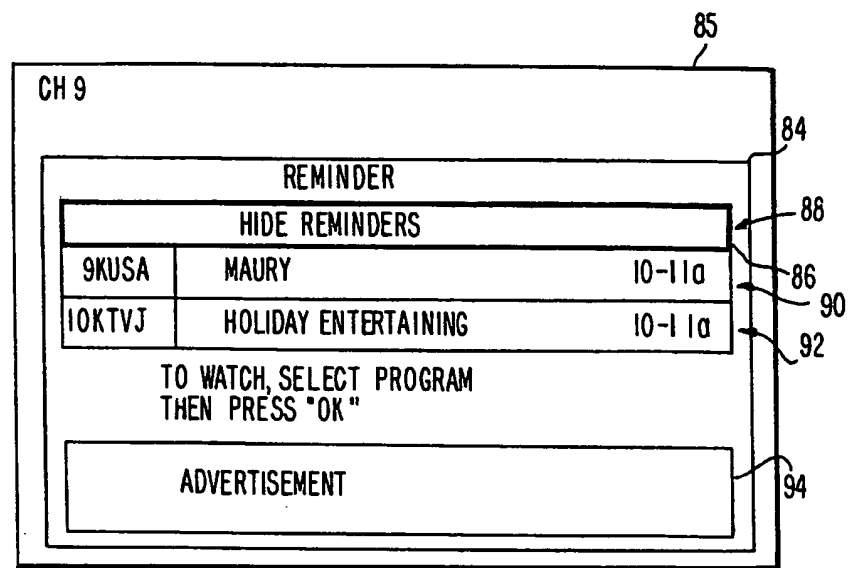 85
CH 9
84
REMINDER
HIDE REMINDERS
88
86
9KUSA MAURY 10-11a
90
10KTVJ HOLIDAY ENTERTAINING 10-11a
92
TO WATCH, SELECT PROGRAM
THEN PRESS "OK"
ADVERTISEMENT
94